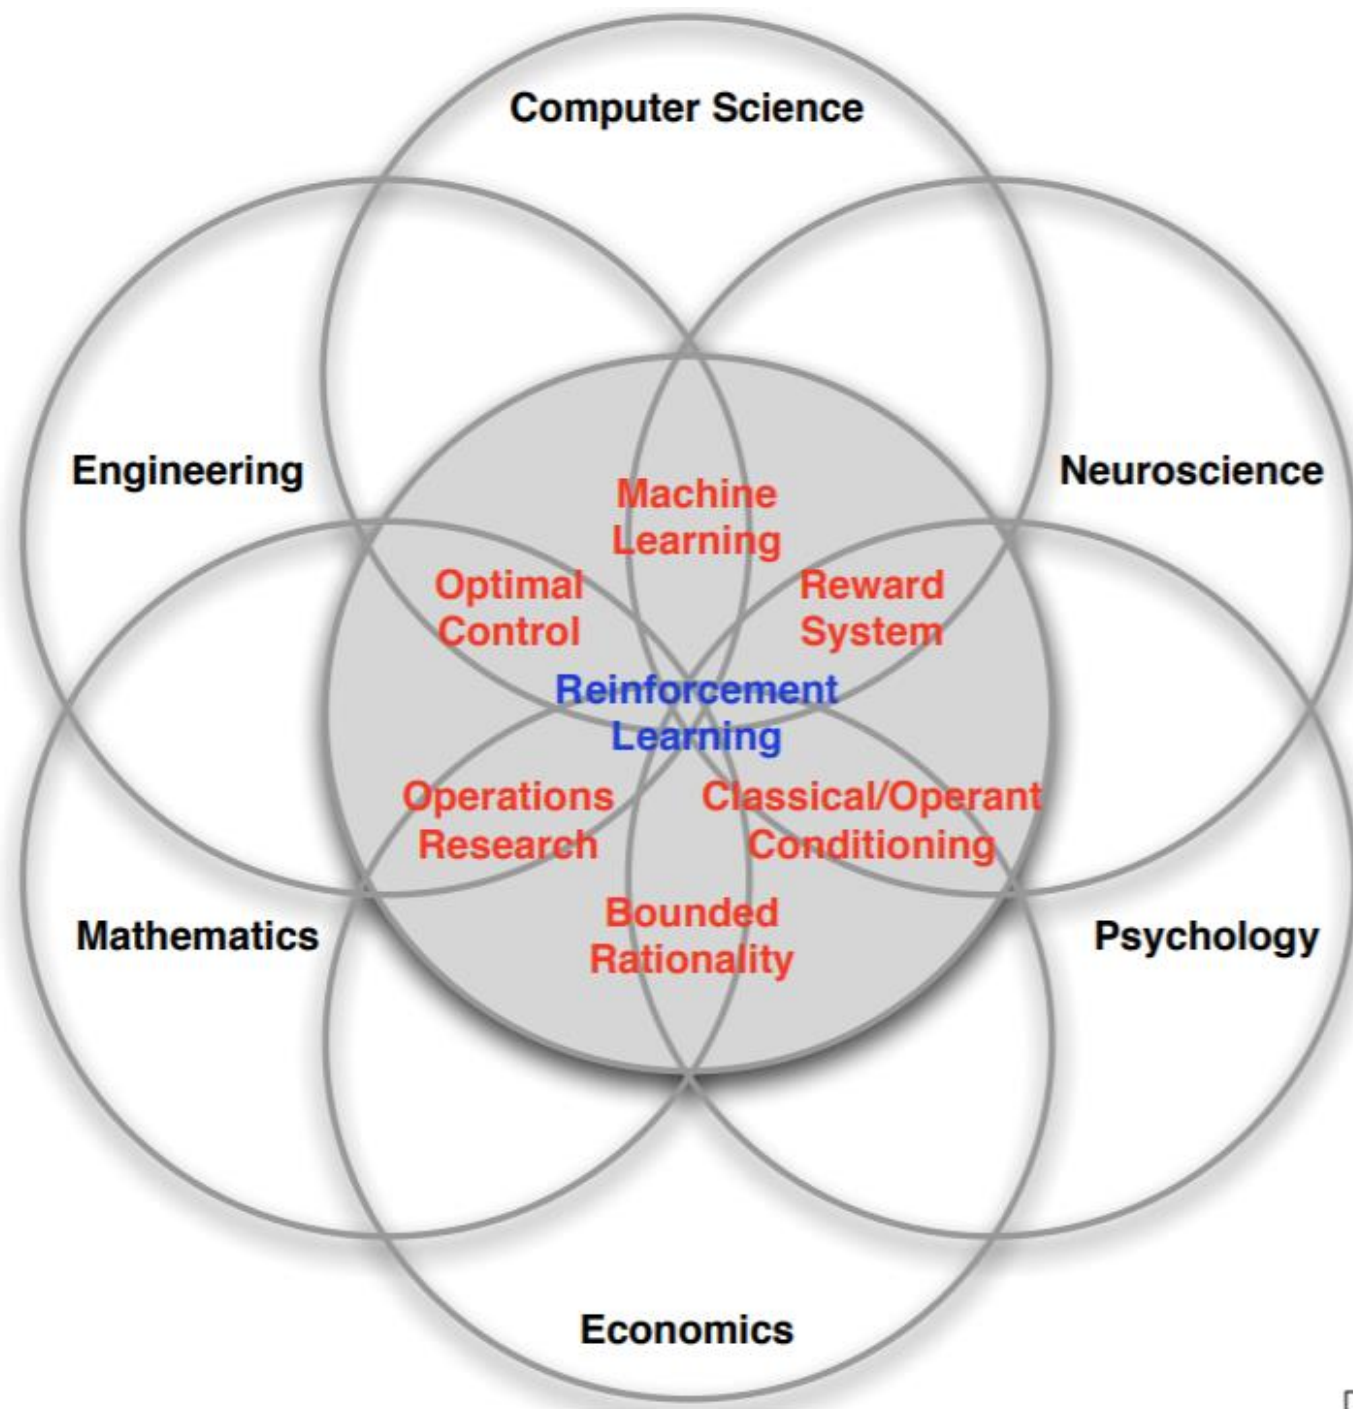 Computer Science
Engineering
Neuroscience
Machine
Learning
Optimal
Control
Reward
System
Reinforcement
Learning
Operations
Research
Classical/Operant
Conditioning
Bounded
Rationality
Mathematics
Psychology
Economics